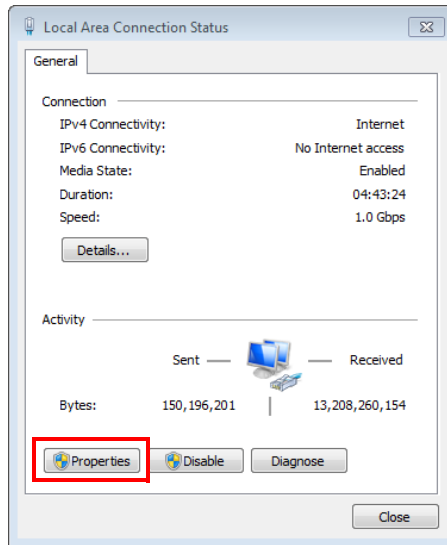 Local Area Connection Status
General
Connection
IPv4 Connectivity: Internet
IPv6 Connectivity: No Internet access
Media State: Enabled
Duration: 04:43:24
Speed: 1.0 Gbps
Details...
Activity
Sent Received
Bytes: 150,196,201 13,208,260,154
Properties Disable Diagnose
Close